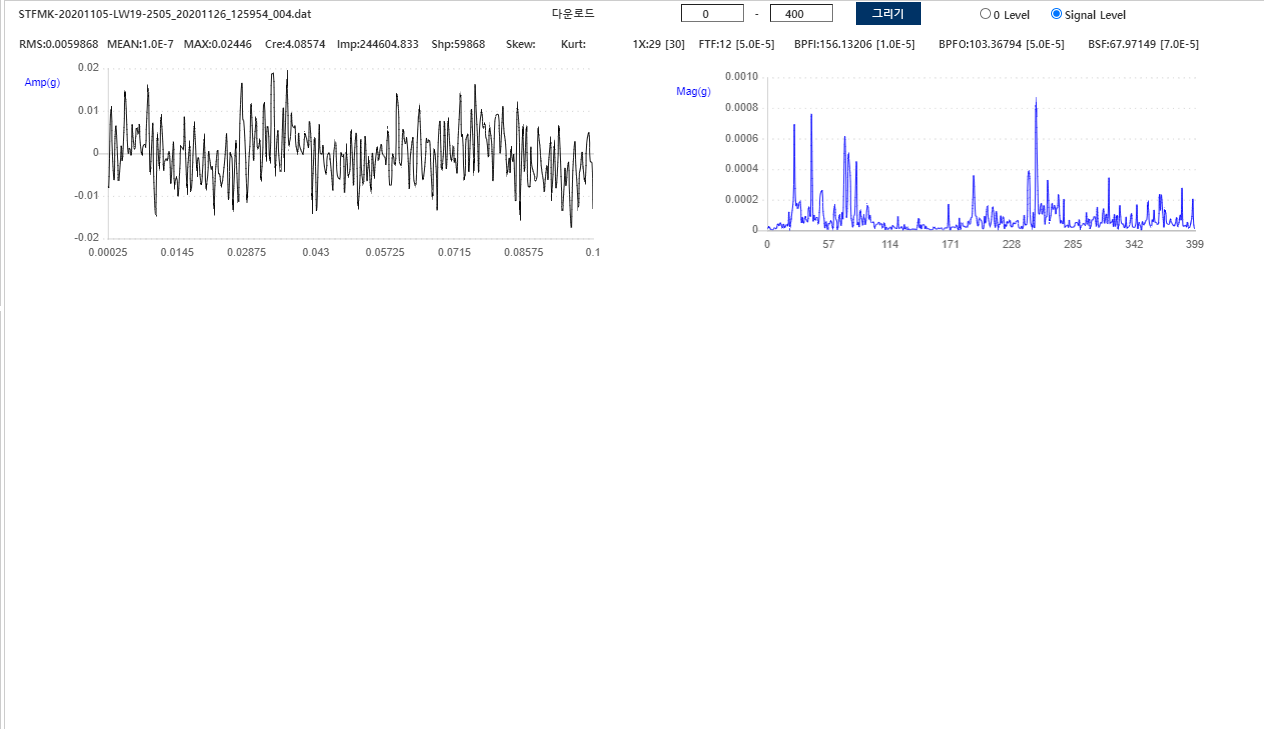 STFMK-20201105-LW19-2505_20201126_125954_004.dat 다운로드 0 - 400 그리기 0 Level Signal Level
RMS:0.0059868 MEAN:1.0E-7 MAX:0.02446 Cre:4.08574 Imp:244604.833 Shp:59868 Skew: Kurt: 1X:29 [30] FTF:12 [5.0E-5] BPFI:156.13206 [1.0E-5] BPFO:103.36794 [5.0E-5] BSF:67.97149 [7.0E-5]
Amp(g)
0.02
0.01
0
-0.01
-0.02
0.00025 0.0145 0.02875 0.043 0.05725 0.0715 0.08575 0.1
Mag(g)
0.0010
0.0008
0.0006
0.0004
0.0002
0
0 57 114 171 228 285 342 399